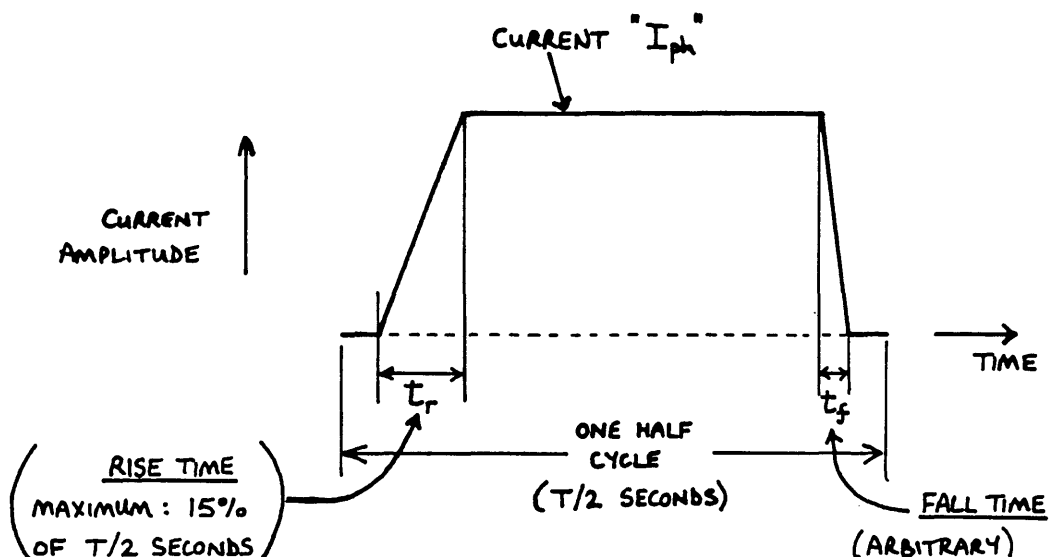 CURRENT "Iph"
CURRENT
AMPLITUDE
TIME
tr
tf
ONE HALF
CYCLE
(T/2 SECONDS)
RISE TIME
MAXIMUM: 15%
OF T/2 SECONDS
FALL TIME
(ARBITRARY)